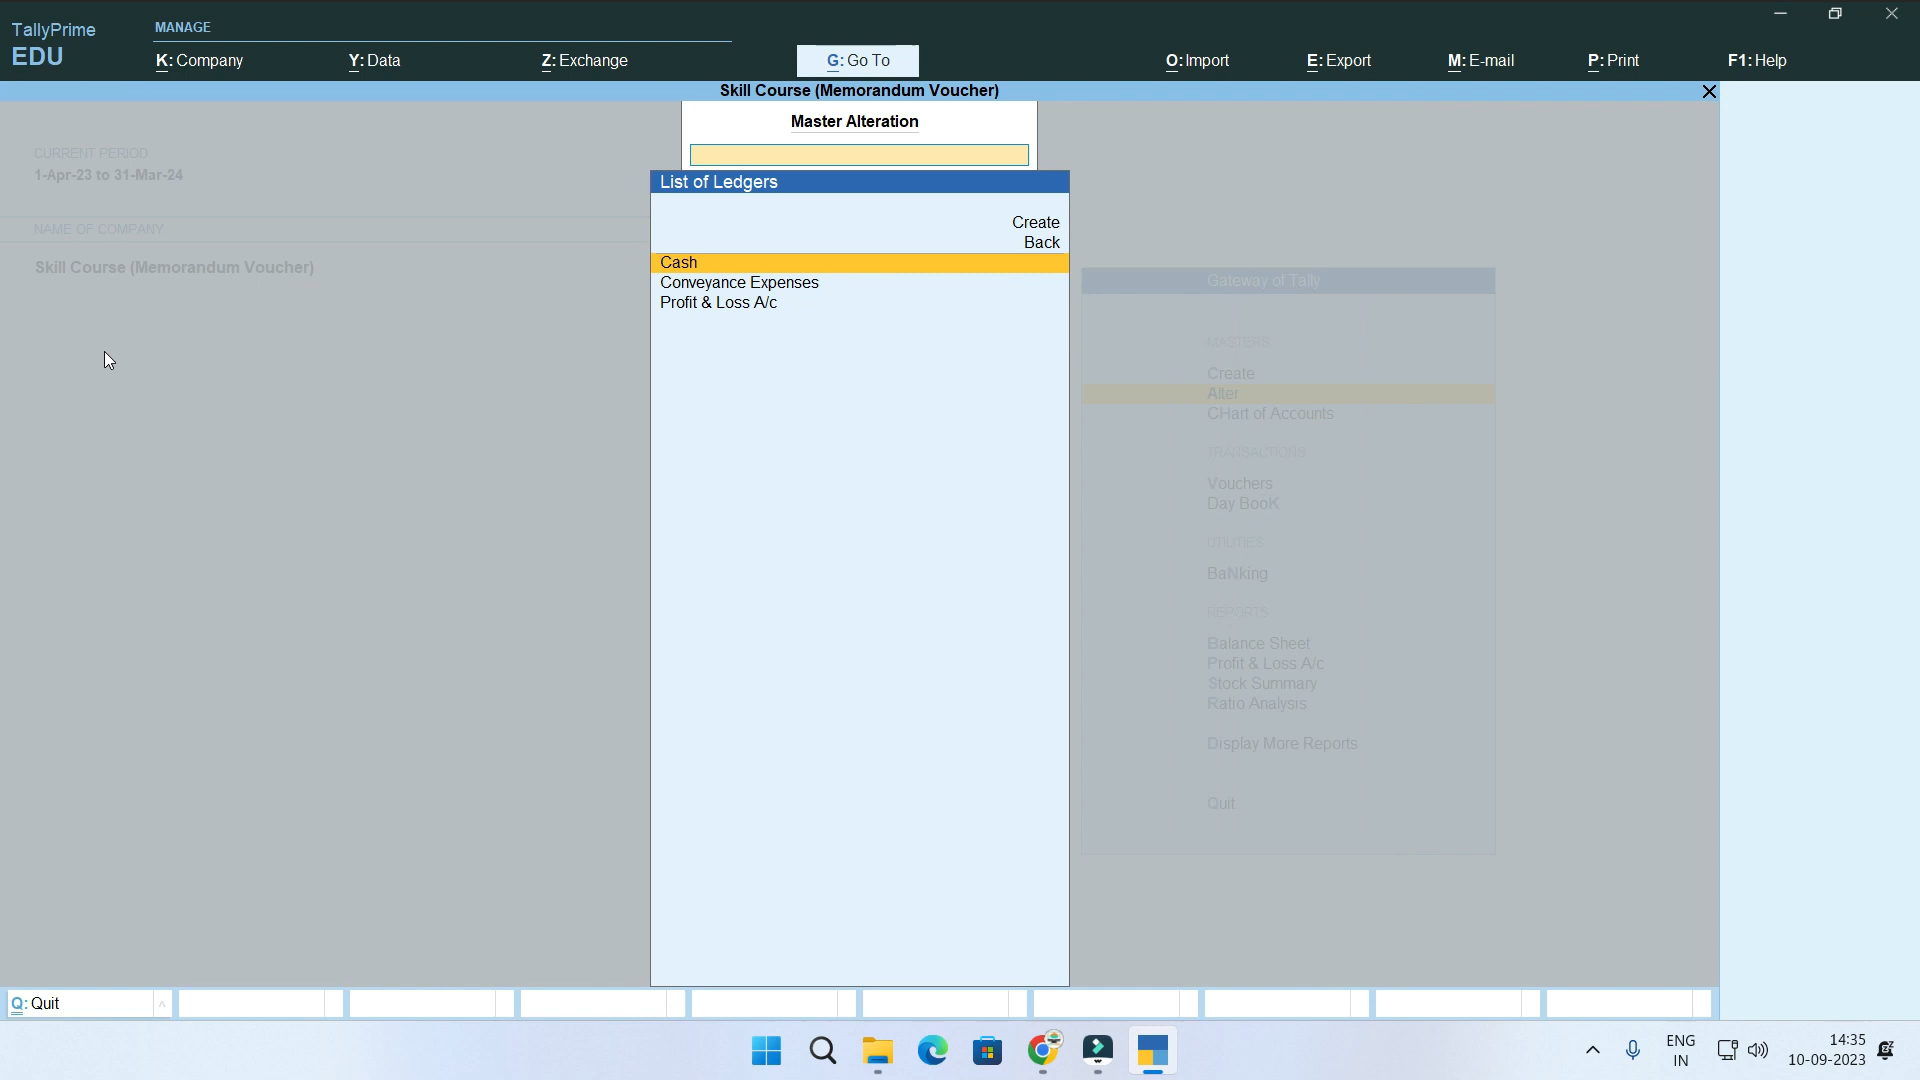 TallyPrime
EDU
MANAGE
K: Company
Y: Data
Z: Exchange
G: Go To
O: Import
E: Export
M: E-mail
P: Print
F1: Help
Skill Course (Memorandum Voucher)
Master Alteration
CURRENT PERIOD
1-Apr-23 to 31-Mar-24
NAME OF COMPANY
Skill Course (Memorandum Voucher)
List of Ledgers
Create
Back
Cash
Conveyance Expenses
Profit & Loss A/c
Gateway of Tally
MASTERS
Create
Alter
CHart of Accounts
TRANSACTIONS
Vouchers
Day BooK
UTILITIES
BaNking
REPORTS
Balance Sheet
Profit & Loss A/c
Stock Summary
Ratio Analysis
Display More Reports
Quit
Q: Quit
ENG
IN
14:35
10-09-2023